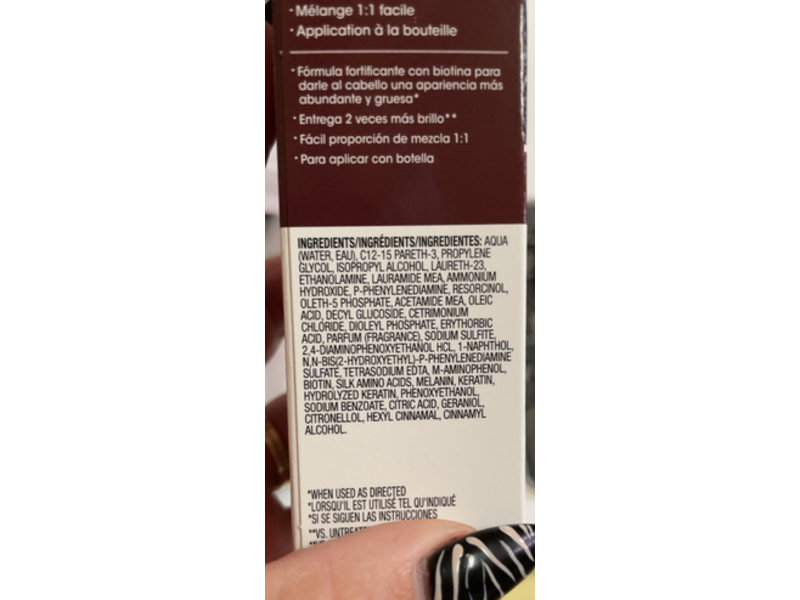 • Mélange 1:1 facile
• Application à la bouteille
• Fórmula fortificante con biotina para
darle al cabello una apariencia más
abundante y gruesa*
• Entrega 2 veces más brillo**
• Fácil proporción de mezcla 1:1
• Para aplicar con botella
INGREDIENTS/INGRÉDIENTS/INGREDIENTES: AQUA
(WATER, EAU), C12-15 PARETH-3, PROPYLENE
GLYCOL, ISOPROPYL ALCOHOL, LAURETH-23,
ETHANOLAMINE, LAURAMIDE MEA, AMMONIUM
HYDROXIDE, P-PHENYLENEDIAMINE, RESORCINOL,
OLETH-5 PHOSPHATE, ACETAMIDE MEA, OLEIC
ACID, DECYL GLUCOSIDE, CETRIMONIUM
CHLORIDE, DIOLEYL PHOSPHATE, ERYTHORBIC
ACID, PARFUM (FRAGRANCE), SODIUM SULFITE,
2,4-DIAMINOPHENOXYETHANOL HCL, 1-NAPHTHOL,
N,N-BIS(2-HYDROXYETHYL)-P-PHENYLENEDIAMINE
SULFATE, TETRASODIUM EDTA, M-AMINOPHENOL,
BIOTIN, SILK AMINO ACIDS, MELANIN, KERATIN,
HYDROLYZED KERATIN, PHENOXYETHANOL,
SODIUM BENZOATE, CITRIC ACID, GERANIOL,
CITRONELLOL, HEXYL CINNAMAL, CINNAMYL
ALCOHOL.
*WHEN USED AS DIRECTED
*LORSQU'IL EST UTILISÉ TEL QU'INDIQUÉ
*SI SE SIGUEN LAS INSTRUCCIONES
**VS.